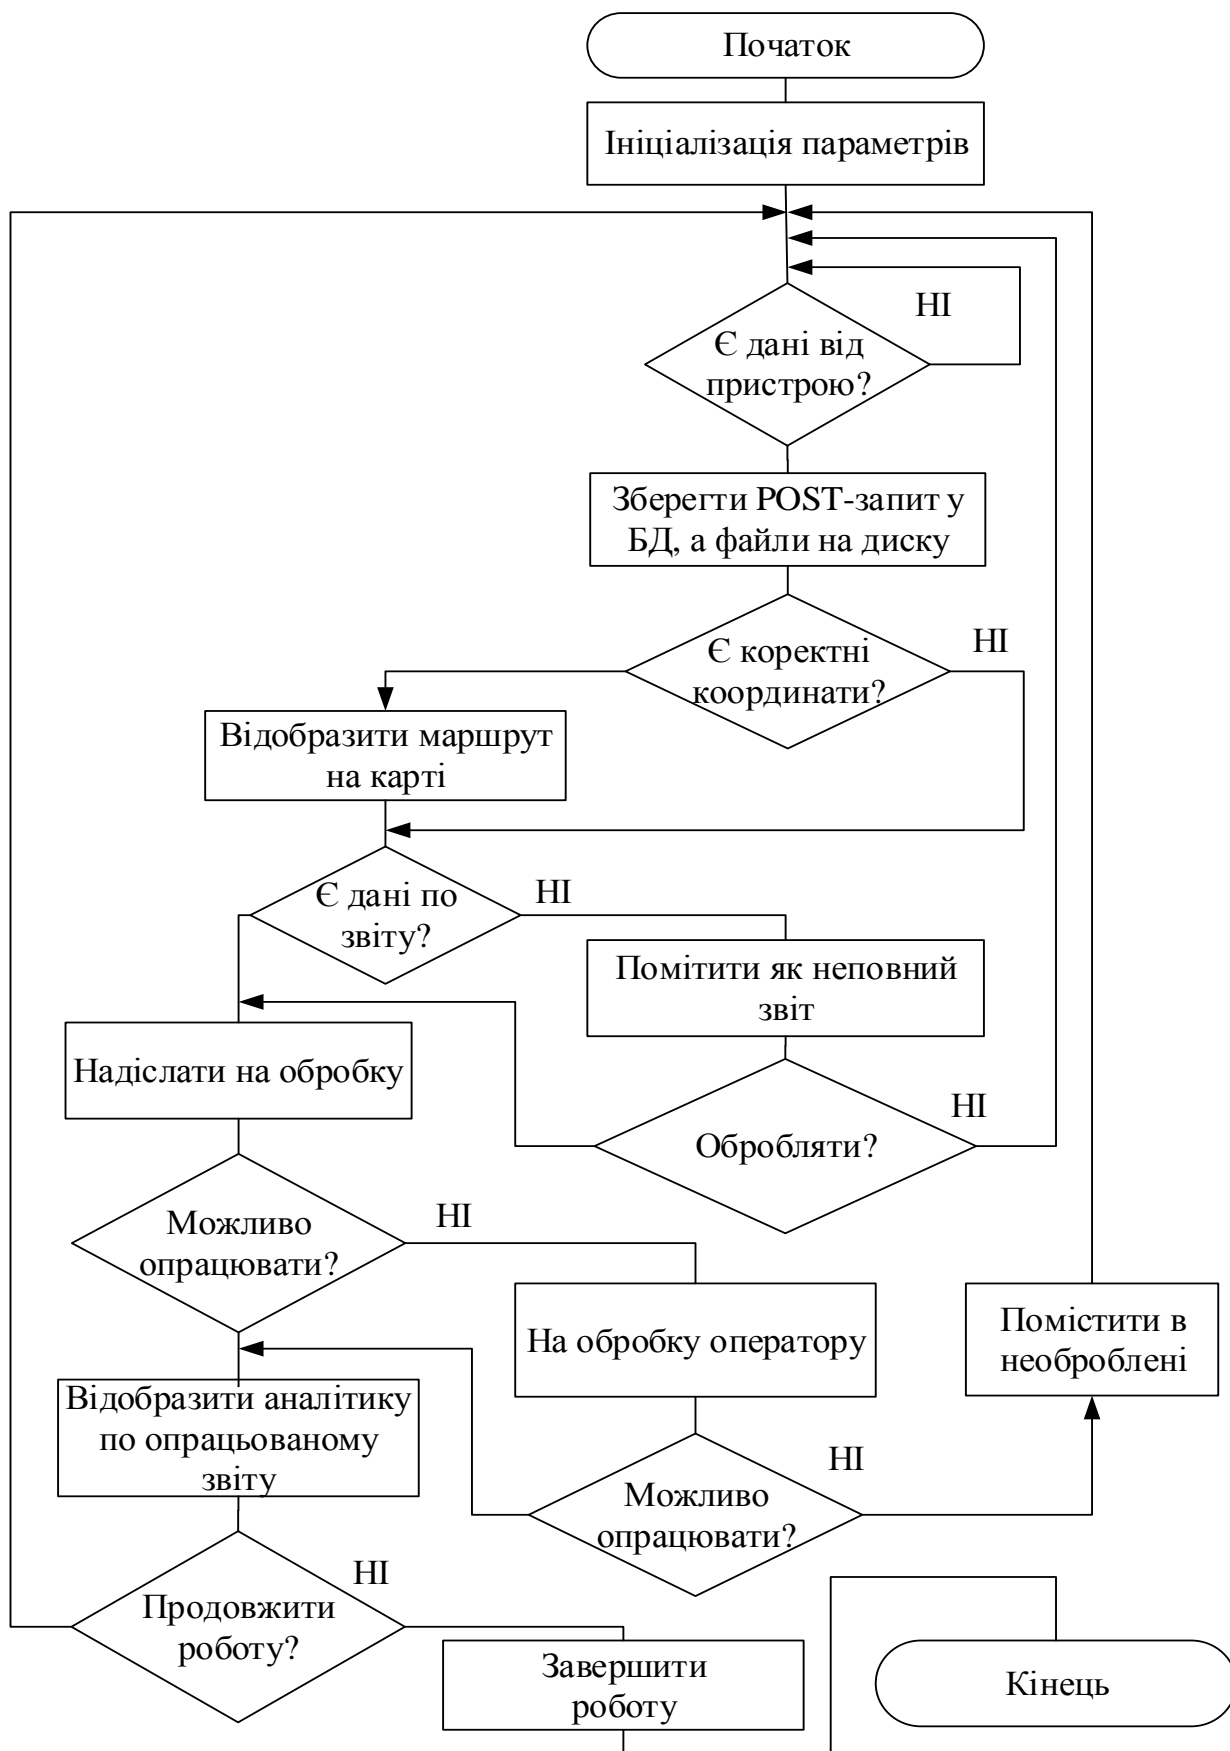 Початок
Ініціалізація параметрів
НІ
Є дані від
пристрою?
Зберегти POST-запит у
БД, а файли на диску
НІ
Є коректні
координати?
Відобразити маршрут
на карті
Є дані по
звіту?
НІ
Помітити як неповний
звіт
Надіслати на обробку
НІ
Обробляти?
Можливо
опрацювати?
НІ
На обробку оператору
Помістити в
необроблені
Відобразити аналітику
по опрацьованому
звіту
НІ
Можливо
опрацювати?
НІ
Продовжити
роботу?
Завершити
роботу
Кінець